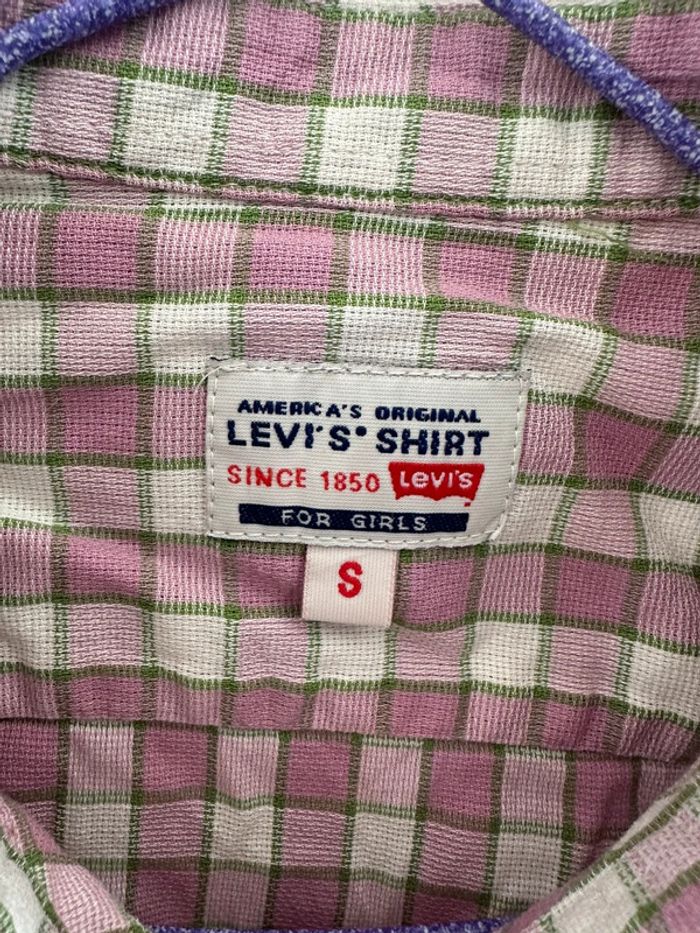 AMERICA'S ORIGINAL
LEVI'S® SHIRT
SINCE 1850 LEVI'S
FOR GIRLS
S